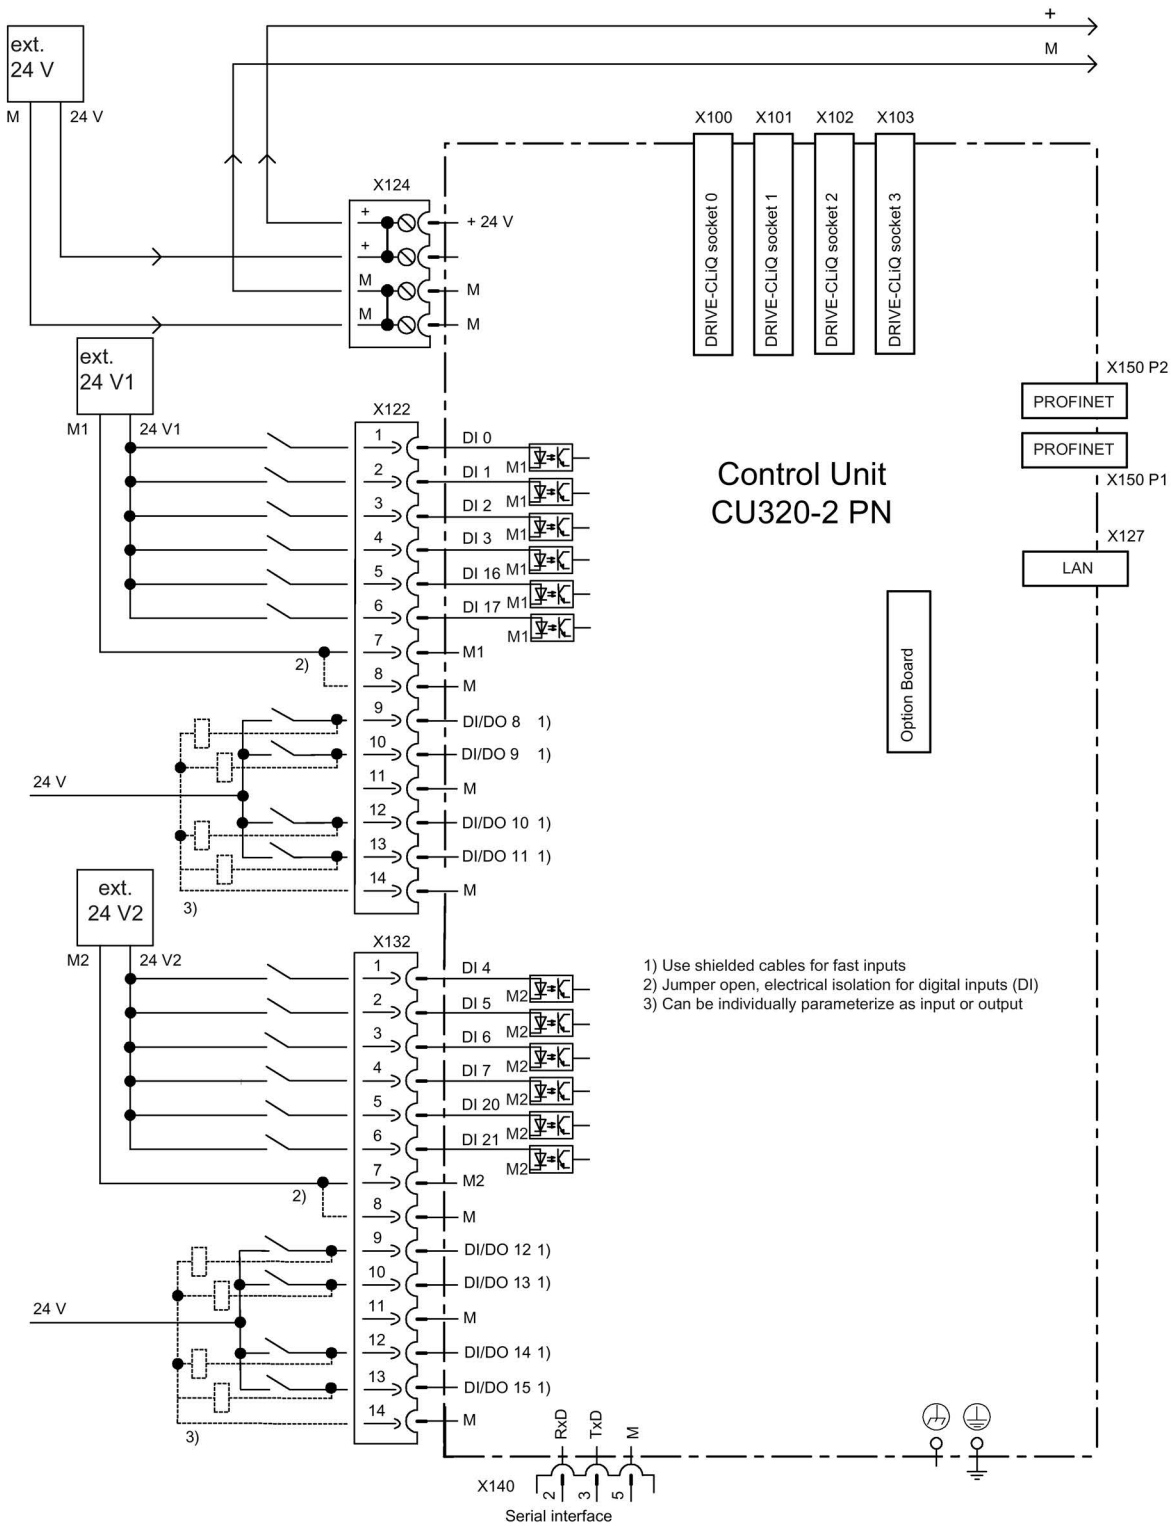 +
ext.
24 V
M
M 24 V
X100 X101 X102 X103
DRIVE-CLiQ socket 0
DRIVE-CLiQ socket 1
DRIVE-CLiQ socket 2
DRIVE-CLiQ socket 3
X124
+ + 24 V
+
M M
M M
ext.
24 V1
M1 24 V1
X150 P2
PROFINET
PROFINET
X150 P1
X127
LAN
Control Unit
CU320-2 PN
Option Board
X122
1 DI 0
M1
2 DI 1
M1
3 DI 2
M1
4 DI 3
M1
5 DI 16
M1
6 DI 17
M1
7 M1
2)
8 M
9 DI/DO 8 1)
10 DI/DO 9 1)
24 V
11 M
12 DI/DO 10 1)
13 DI/DO 11 1)
14 M
3)
ext.
24 V2
M2 24 V2
X132
1 DI 4
M2
2 DI 5
M2
3 DI 6
M2
4 DI 7
M2
5 DI 20
M2
6 DI 21
M2
7 M2
2)
8 M
9 DI/DO 12 1)
10 DI/DO 13 1)
24 V
11 M
12 DI/DO 14 1)
13 DI/DO 15 1)
14 M
3)
1) Use shielded cables for fast inputs
2) Jumper open, electrical isolation for digital inputs (DI)
3) Can be individually parameterize as input or output
RxD
TxD
M
X140
2
3
5
Serial interface